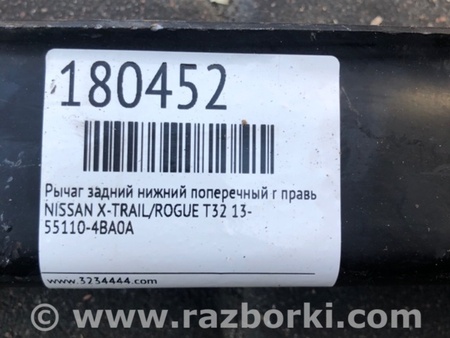 180452
Рычаг задний нижний поперечный r правь
NISSAN X-TRAIL/ROGUE T32 13-
55110-4BA0A
www.3234444.com
www.razborki.com